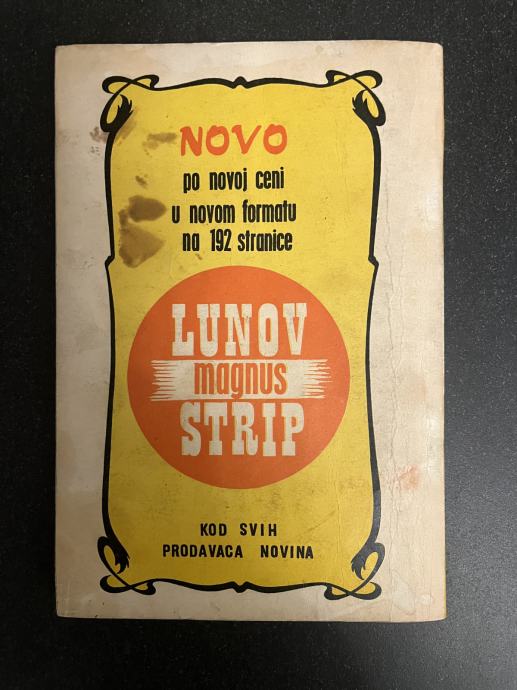 NOVO
po novoj ceni
u novom formatu
na 192 stranice
LUNOV
magnus
STRIP
KOD SVIH
PRODAVACA NOVINA